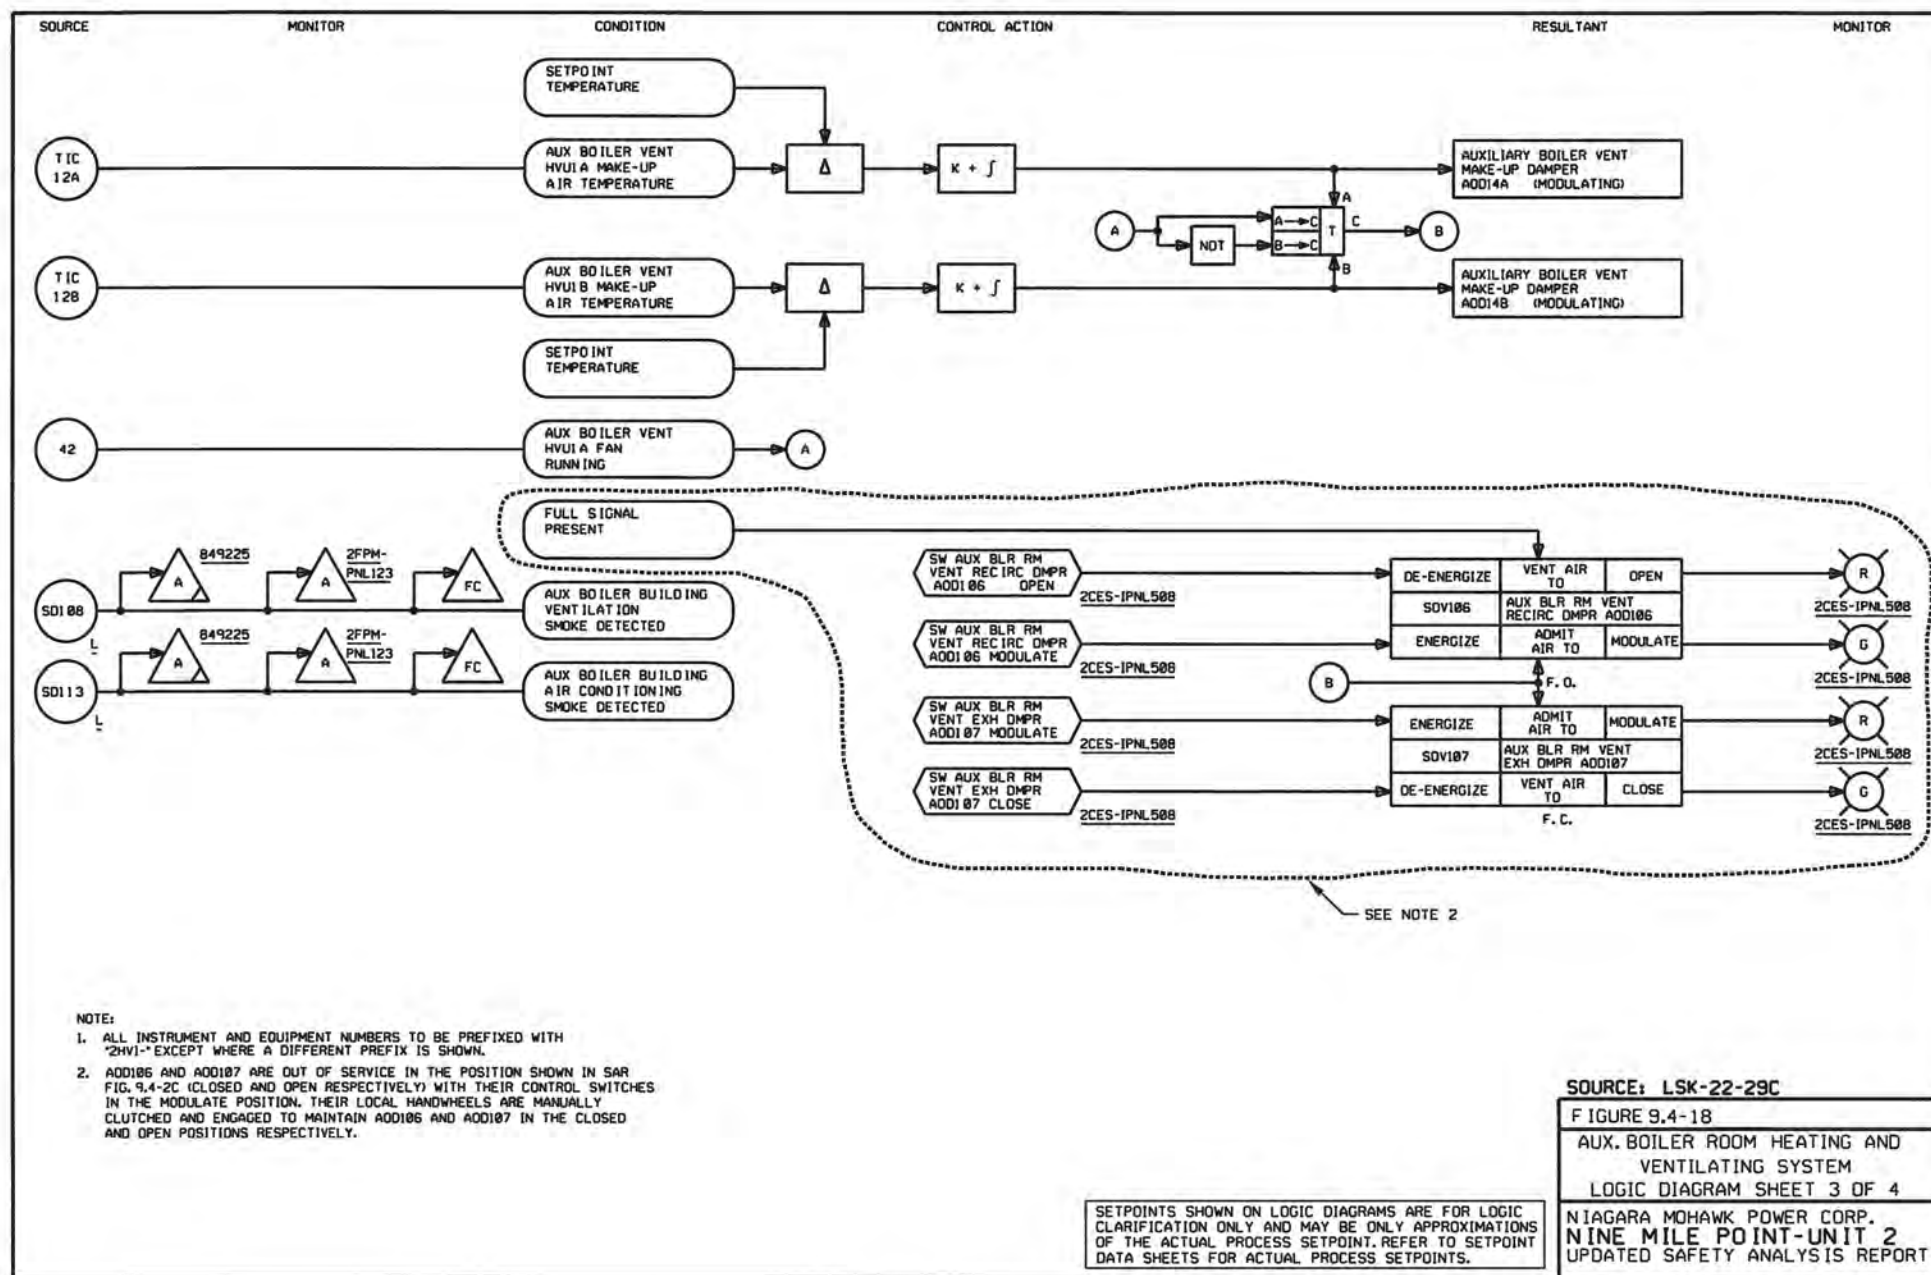 SOURCE
MONITOR
CONDITION
CONTROL ACTION
RESULTANT
MONITOR
SETPOINT
TEMPERATURE
TIC
12A
AUX BOILER VENT
HVU1A MAKE-UP
AIR TEMPERATURE
Δ
K + ∫
AUXILIARY BOILER VENT
MAKE-UP DAMPER
AOD14A (MODULATING)
A
A
NOT
A→C
B→C
T
C
B
B
TIC
12B
AUX BOILER VENT
HVU1B MAKE-UP
AIR TEMPERATURE
Δ
K + ∫
AUXILIARY BOILER VENT
MAKE-UP DAMPER
AOD14B (MODULATING)
SETPOINT
TEMPERATURE
42
AUX BOILER VENT
HVU1A FAN
RUNNING
A
FULL SIGNAL
PRESENT
SD108
L
A
849225
A
2FPM-
PNL123
FC
AUX BOILER BUILDING
VENTILATION
SMOKE DETECTED
SD113
L
A
849225
A
2FPM-
PNL123
FC
AUX BOILER BUILDING
AIR CONDITIONING
SMOKE DETECTED
SW AUX BLR RM
VENT RECIRC DMPR
AOD106 OPEN
2CES-IPNL508
DE-ENERGIZE
VENT AIR
TO
OPEN
R
2CES-IPNL508
SOV106
AUX BLR RM VENT
RECIRC DMPR AOD106
SW AUX BLR RM
VENT RECIRC DMPR
AOD106 MODULATE
2CES-IPNL508
ENERGIZE
ADMIT
AIR TO
MODULATE
G
2CES-IPNL508
B
F.O.
SW AUX BLR RM
VENT EXH DMPR
AOD107 MODULATE
2CES-IPNL508
ENERGIZE
ADMIT
AIR TO
MODULATE
R
2CES-IPNL508
SOV107
AUX BLR RM VENT
EXH DMPR AOD107
SW AUX BLR RM
VENT EXH DMPR
AOD107 CLOSE
2CES-IPNL508
DE-ENERGIZE
VENT AIR
TO
CLOSE
G
2CES-IPNL508
F.C.
SEE NOTE 2
NOTE:
1. ALL INSTRUMENT AND EQUIPMENT NUMBERS TO BE PREFIXED WITH
"2HVI-" EXCEPT WHERE A DIFFERENT PREFIX IS SHOWN.
2. AOD106 AND AOD107 ARE OUT OF SERVICE IN THE POSITION SHOWN IN SAR
FIG. 9.4-2C (CLOSED AND OPEN RESPECTIVELY) WITH THEIR CONTROL SWITCHES
IN THE MODULATE POSITION. THEIR LOCAL HANDWHEELS ARE MANUALLY
CLUTCHED AND ENGAGED TO MAINTAIN AOD106 AND AOD107 IN THE CLOSED
AND OPEN POSITIONS RESPECTIVELY.
SETPOINTS SHOWN ON LOGIC DIAGRAMS ARE FOR LOGIC
CLARIFICATION ONLY AND MAY BE ONLY APPROXIMATIONS
OF THE ACTUAL PROCESS SETPOINT. REFER TO SETPOINT
DATA SHEETS FOR ACTUAL PROCESS SETPOINTS.
SOURCE: LSK-22-29C
FIGURE 9.4-18
AUX. BOILER ROOM HEATING AND
VENTILATING SYSTEM
LOGIC DIAGRAM SHEET 3 OF 4
NIAGARA MOHAWK POWER CORP.
NINE MILE POINT-UNIT 2
UPDATED SAFETY ANALYSIS REPORT